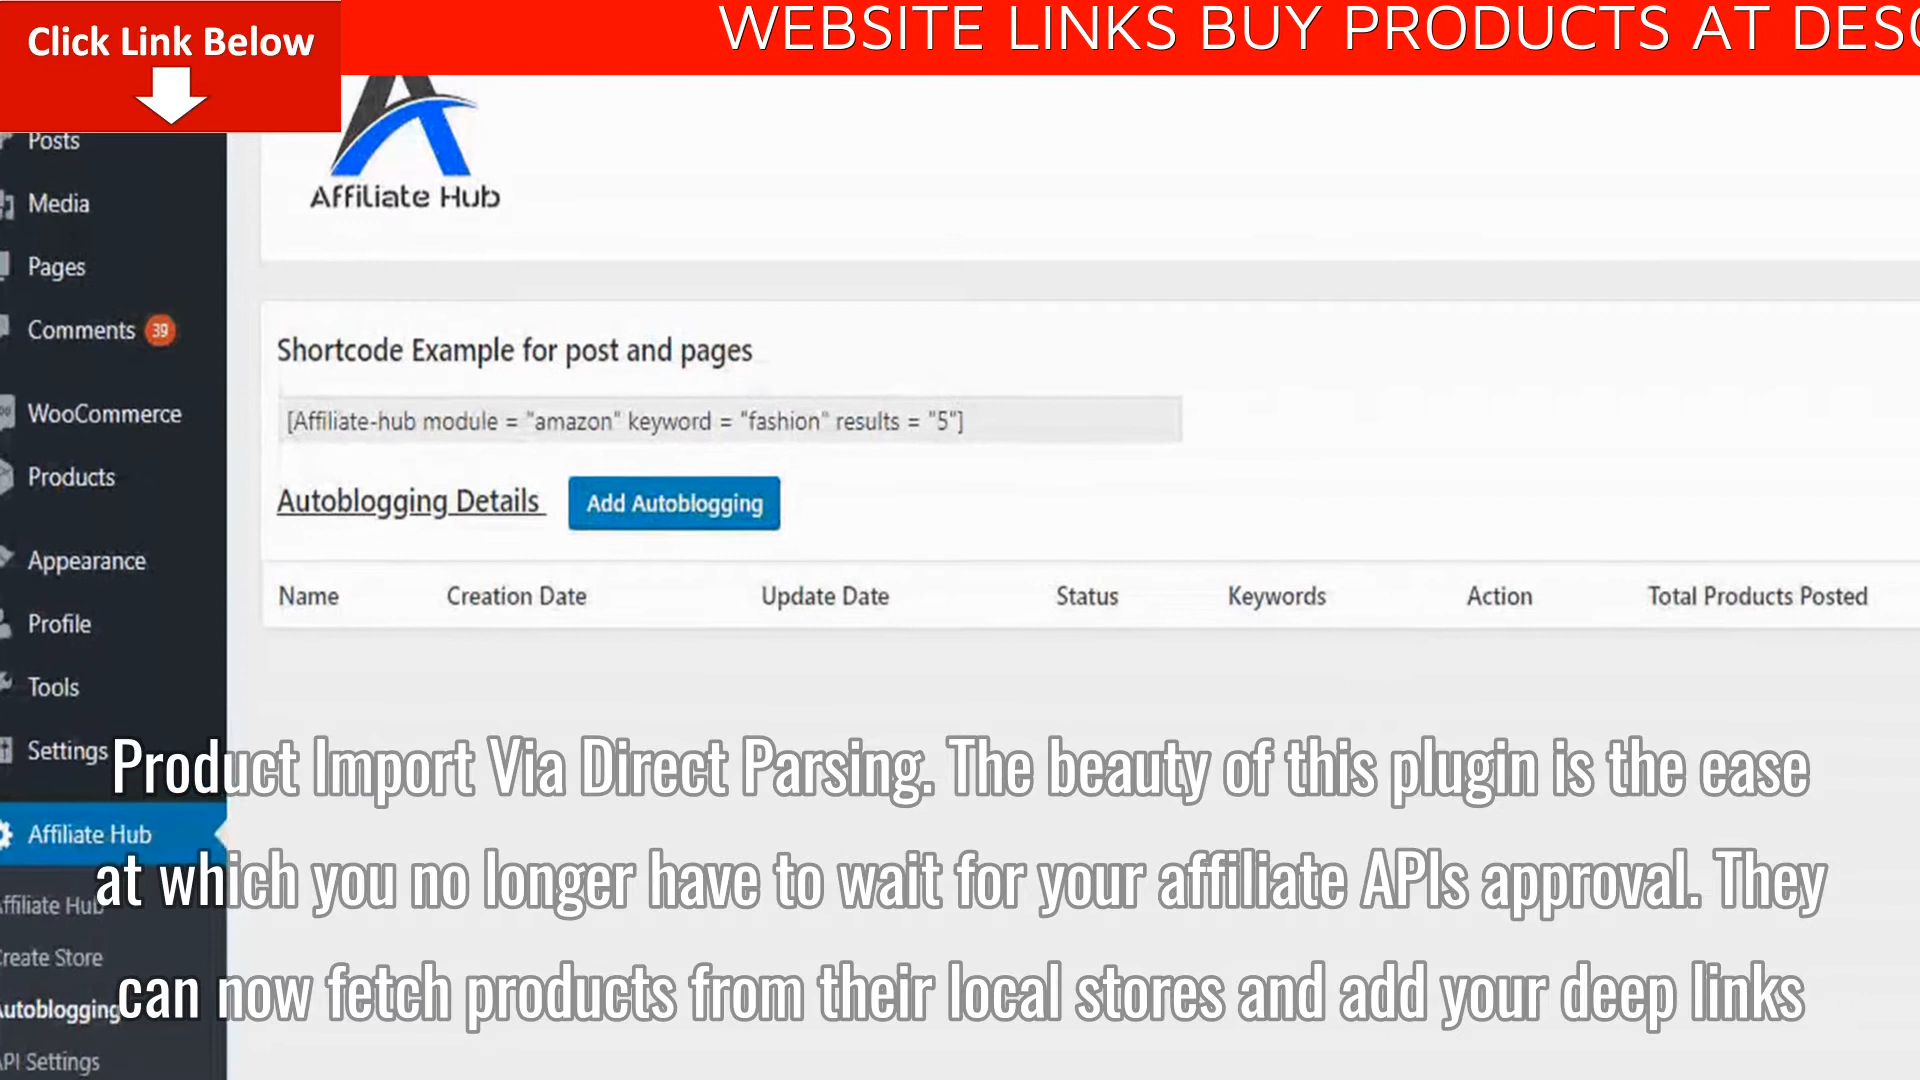 Click Link Below
WEBSITE LINKS BUY PRODUCTS AT DESC
Affiliate Hub
Posts
Media
Pages
Comments 39
WooCommerce
Products
Appearance
Profile
Tools
Settings
Affiliate Hub
ffiliate Hub
reate Store
utoblogging
PI Settings
Shortcode Example for post and pages
[Affiliate-hub module = "amazon" keyword = "fashion" results = "5"]
Autoblogging Details Add Autoblogging
Name Creation Date Update Date Status Keywords Action Total Products Posted
Product Import Via Direct Parsing. The beauty of this plugin is the ease
at which you no longer have to wait for your affiliate APIs approval. They
can now fetch products from their local stores and add your deep links